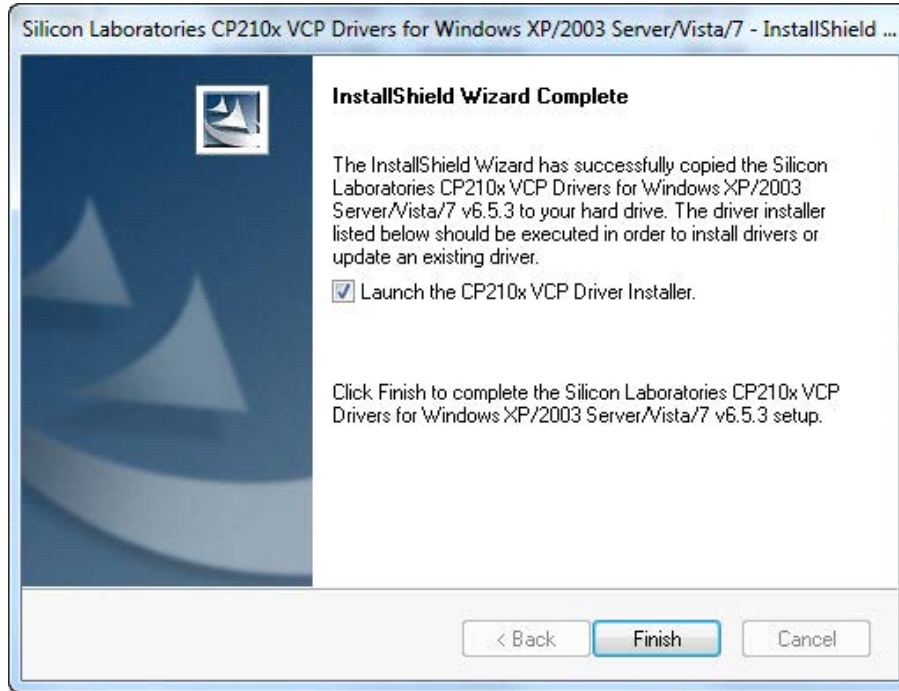 Silicon Laboratories CP210x VCP Drivers for Windows XP/2003 Server/Vista/7 - InstallShield ...
InstallShield Wizard Complete
The InstallShield Wizard has successfully copied the Silicon
Laboratories CP210x VCP Drivers for Windows XP/2003
Server/Vista/7 v6.5.3 to your hard drive. The driver installer
listed below should be executed in order to install drivers or
update an existing driver.
Launch the CP210x VCP Driver Installer.
Click Finish to complete the Silicon Laboratories CP210x VCP
Drivers for Windows XP/2003 Server/Vista/7 v6.5.3 setup.
< Back
Finish
Cancel